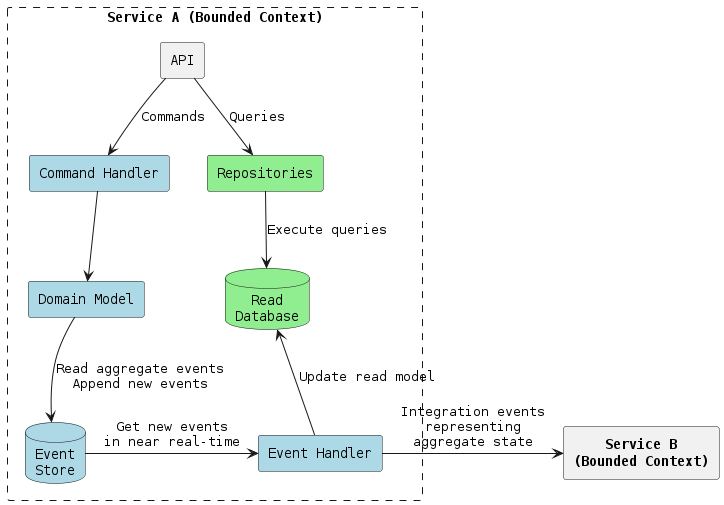 Service A (Bounded Context)
API
Commands
Queries
Command Handler
Repositories
Execute queries
Domain Model
Read
Database
Read aggregate events
Append new events
Update read model
Event
Store
Get new events
in near real-time
Event Handler
Integration events
representing
aggregate state
Service B
(Bounded Context)